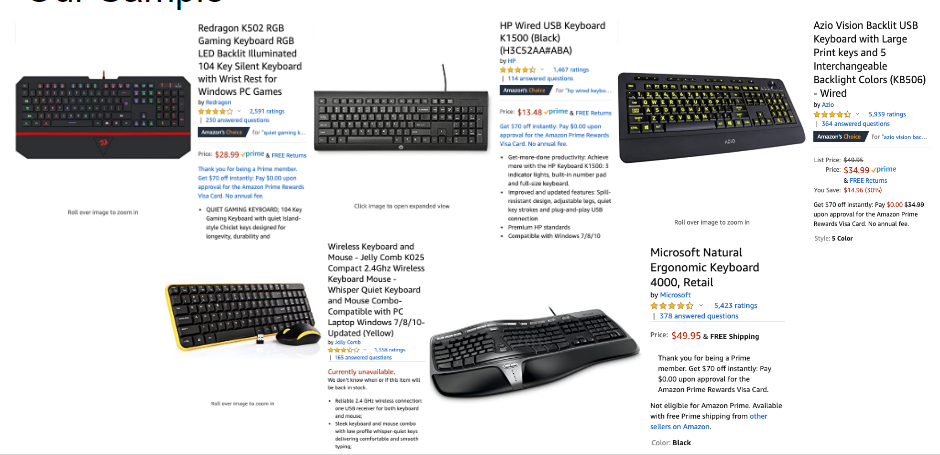 Our Sample
Redragon K502 RGB
Gaming Keyboard RGB
LED Backlit Illuminated
104 Key Silent Keyboard
with Wrist Rest for
Windows PC Games
by Redragon
2,591 ratings
| 230 answered questions
Amazon's Choice for "quiet gaming k...
Price: $28.99 prime & FREE Returns
Thank you for being a Prime member.
Get $70 off instantly: Pay $0.00 upon
approval for the Amazon Prime Rewards
Visa Card. No annual fee.
• QUIET GAMING KEYBOARD; 104 Key
Gaming Keyboard with quiet Island-
style Chiclet keys designed for
longevity, durability and
Roll over image to zoom in
HP Wired USB Keyboard
K1500 (Black)
(H3C52AA#ABA)
by HP
1,467 ratings
| 114 answered questions
Amazon's Choice for "hp wired keybo...
Price: $13.48 prime & FREE Returns
Get $70 off instantly: Pay $0.00 upon
approval for the Amazon Prime Rewards
Visa Card. No annual fee.
• Get-more-done productivity: Achieve
more with the HP Keyboard K1500: 3
indicator lights, built-in number pad
and full-size keyboard.
• Improved and updated features: Spill-
resistant design, adjustable legs, quiet
key strokes and plug-and-play USB
connection
• Premium HP standards
• Compatible with Windows 7/8/10
Click image to open expanded view
AZIO
Roll over image to zoom in
Azio Vision Backlit USB
Keyboard with Large
Print keys and 5
Interchangeable
Backlight Colors (KB506)
- Wired
by Azio
5,939 ratings
| 364 answered questions
Amazon's Choice for "azio vision bac...
List Price: $49.95
Price: $34.99 prime
& FREE Returns
You Save: $14.96 (30%)
Get $70 off instantly: Pay $0.00 $34.99
upon approval for the Amazon Prime
Rewards Visa Card. No annual fee.
Style: 5 Color
Wireless Keyboard and
Mouse - Jelly Comb K025
Compact 2.4Ghz Wireless
Keyboard Mouse -
Whisper Quiet Keyboard
and Mouse Combo-
Compatible with PC
Laptop Windows 7/8/10-
Updated (Yellow)
by Jelly Comb
ratings
| 165 answered questions
Currently unavailable.
We don't know when or if this item will
be back in stock.
• Reliable 2.4 GHz wireless connection:
one USB receiver for both keyboard
and mouse;
• Sleek keyboard and mouse combo
with low profile whisper-quiet keys
delivering comfortable and smooth
typing;
Roll over image to zoom in
Microsoft Natural
Ergonomic Keyboard
4000, Retail
by Microsoft
5,423 ratings
| 378 answered questions
Price: $49.95 & FREE Shipping
Thank you for being a Prime
member. Get $70 off instantly: Pay
$0.00 upon approval for the
Amazon Prime Rewards Visa Card.
Not eligible for Amazon Prime. Available
with free Prime shipping from other
sellers on Amazon.
Color: Black